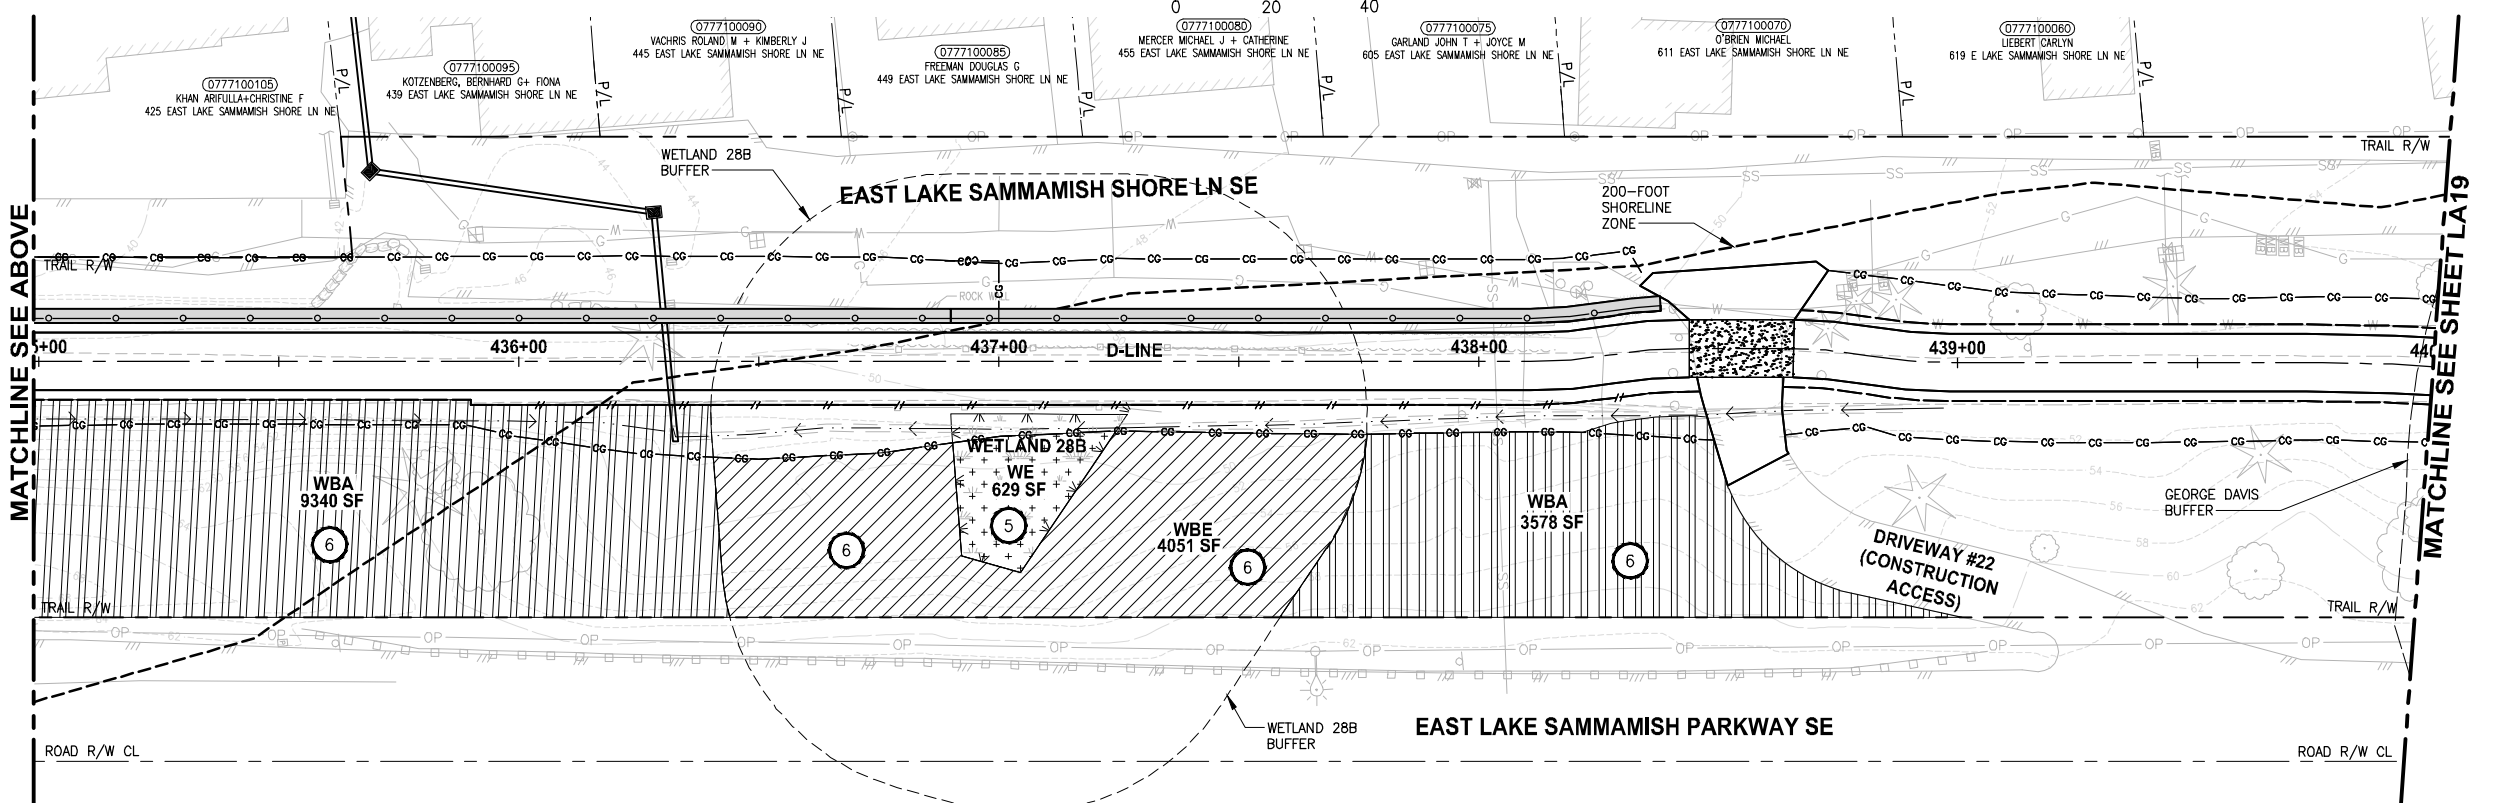 0 20 40
0777100105
KHAN ARIFULLA+CHRISTINE F
425 EAST LAKE SAMMAMISH SHORE LN NE
0777100095
KOTZENBERG, BERNHARD G+ FIONA
439 EAST LAKE SAMMAMISH SHORE LN NE
0777100090
VACHRIS ROLAND M + KIMBERLY J
445 EAST LAKE SAMMAMISH SHORE LN NE
0777100085
FREEMAN DOUGLAS G
449 EAST LAKE SAMMAMISH SHORE LN NE
0777100080
MERCER MICHAEL J + CATHERINE
455 EAST LAKE SAMMAMISH SHORE LN NE
0777100075
GARLAND JOHN T + JOYCE M
605 EAST LAKE SAMMAMISH SHORE LN NE
0777100070
O'BRIEN MICHAEL
611 EAST LAKE SAMMAMISH SHORE LN NE
0777100060
LIEBERT CARLYN
619 E LAKE SAMMAMISH SHORE LN NE
P/L P/L P/L P/L P/L P/L P/L P/L
TRAIL R/W
WETLAND 28B
BUFFER
EAST LAKE SAMMAMISH SHORE LN SE
200-FOOT
SHORELINE
ZONE
TRAIL R/W
ROCK WALL
MATCHLINE SEE ABOVE
MATCHLINE SEE SHEET LA19
5+00
436+00
437+00
D-LINE
438+00
439+00
44
WBA
9340 SF
6
6
WETLAND 28B
WE
629 SF
5
WBE
4051 SF
6
WBA
3578 SF
6
GEORGE DAVIS
BUFFER
DRIVEWAY #22
(CONSTRUCTION
ACCESS)
TRAIL R/W
TRAIL R/W
WETLAND 28B
BUFFER
EAST LAKE SAMMAMISH PARKWAY SE
ROAD R/W CL
ROAD R/W CL